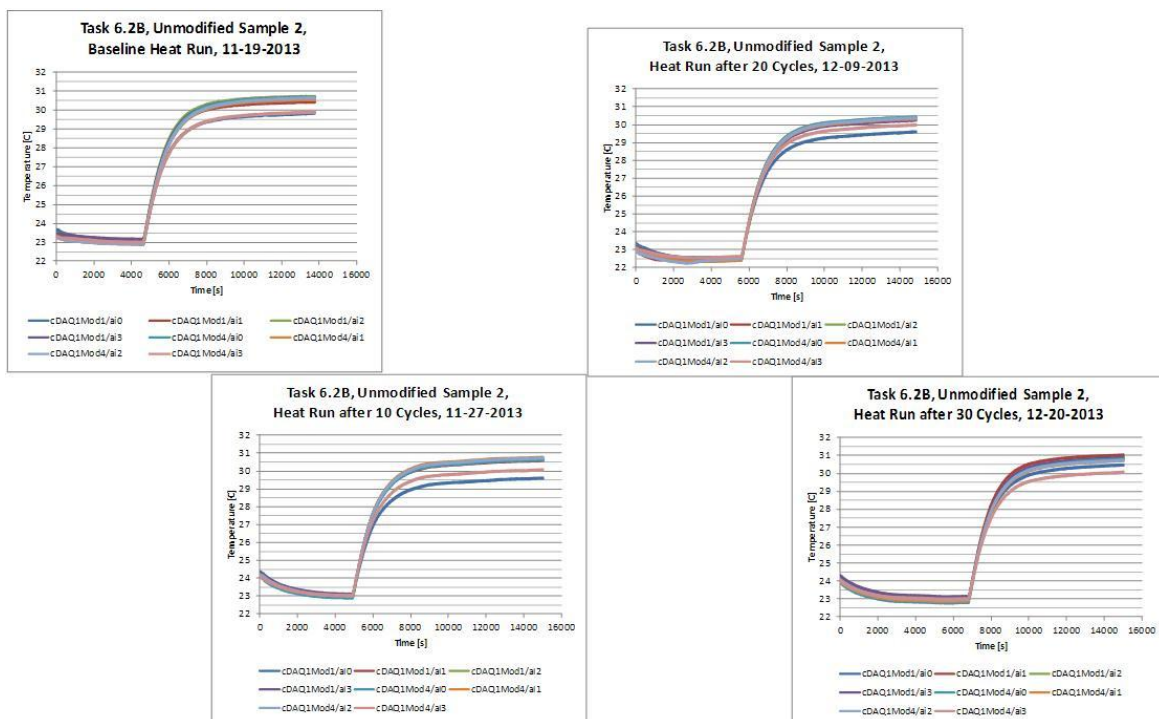 Task 6.2B, Unmodified Sample 2,
Baseline Heat Run, 11-19-2013
Temperature [C]
32
31
30
29
28
27
26
25
24
23
22
0 2000 4000 6000 8000 10000 12000 14000 16000
Time [s]
cDAQ1Mod1/ai0 cDAQ1Mod1/ai1 cDAQ1Mod1/ai2
cDAQ1Mod1/ai3 cDAQ1Mod4/ai0 cDAQ1Mod4/ai1
cDAQ1Mod4/ai2 cDAQ1Mod4/ai3
Task 6.2B, Unmodified Sample 2,
Heat Run after 20 Cycles, 12-09-2013
Temperature [C]
32
31
30
29
28
27
26
25
24
23
22
0 2000 4000 6000 8000 10000 12000 14000 16000
Time [s]
cDAQ1Mod1/ai0 cDAQ1Mod1/ai1 cDAQ1Mod1/ai2
cDAQ1Mod1/ai3 cDAQ1Mod4/ai0 cDAQ1Mod4/ai1
cDAQ1Mod4/ai2 cDAQ1Mod4/ai3
Task 6.2B, Unmodified Sample 2,
Heat Run after 10 Cycles, 11-27-2013
Temperature [C]
32
31
30
29
28
27
26
25
24
23
22
0 2000 4000 6000 8000 10000 12000 14000 16000
Time [s]
cDAQ1Mod1/ai0 cDAQ1Mod1/ai1 cDAQ1Mod1/ai2
cDAQ1Mod1/ai3 cDAQ1Mod4/ai0 cDAQ1Mod4/ai1
cDAQ1Mod4/ai2 cDAQ1Mod4/ai3
Task 6.2B, Unmodified Sample 2,
Heat Run after 30 Cycles, 12-20-2013
Temperature [C]
32
31
30
29
28
27
26
25
24
23
22
0 2000 4000 6000 8000 10000 12000 14000 16000
Time [s]
cDAQ1Mod1/ai0 cDAQ1Mod1/ai1 cDAQ1Mod1/ai2
cDAQ1Mod1/ai3 cDAQ1Mod4/ai0 cDAQ1Mod4/ai1
cDAQ1Mod4/ai2 cDAQ1Mod4/ai3